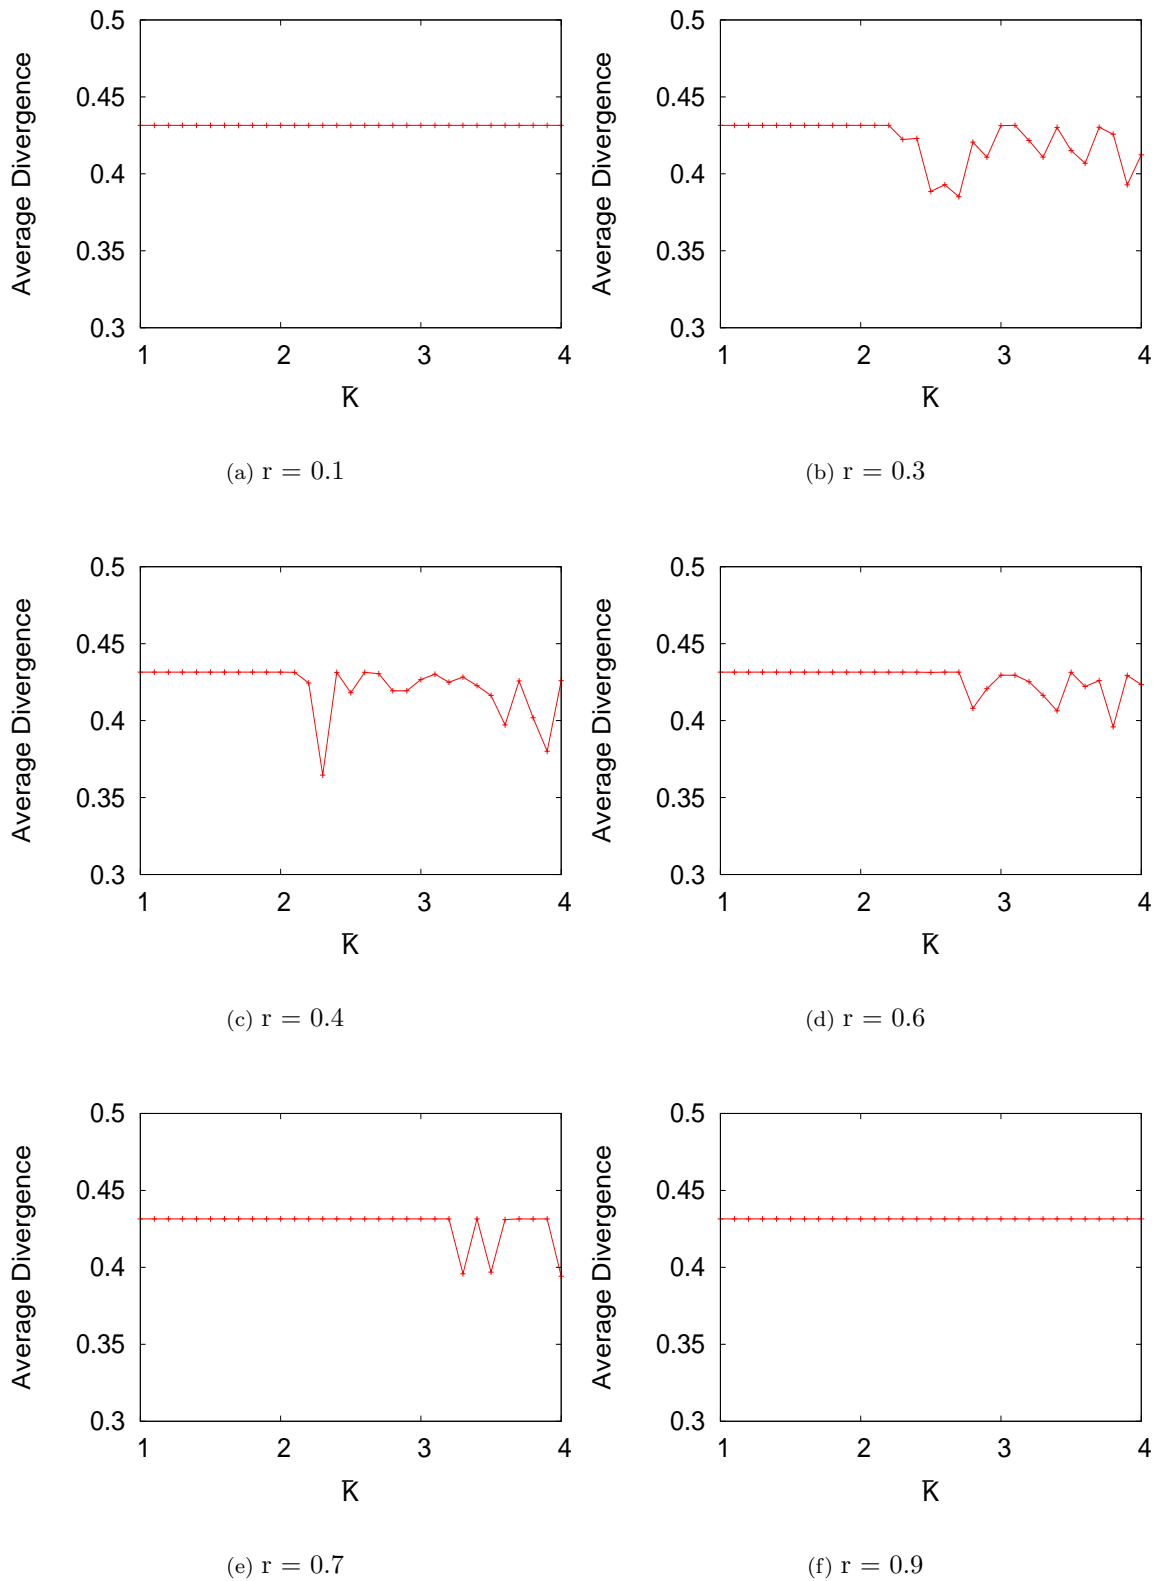 0.5
0.45
0.4
0.35
0.3
1 2 3 4
Average Divergence
K̄
(a) r = 0.1
0.5
0.45
0.4
0.35
0.3
1 2 3 4
Average Divergence
K̄
(b) r = 0.3
0.5
0.45
0.4
0.35
0.3
1 2 3 4
Average Divergence
K̄
(c) r = 0.4
0.5
0.45
0.4
0.35
0.3
1 2 3 4
Average Divergence
K̄
(d) r = 0.6
0.5
0.45
0.4
0.35
0.3
1 2 3 4
Average Divergence
K̄
(e) r = 0.7
0.5
0.45
0.4
0.35
0.3
1 2 3 4
Average Divergence
K̄
(f) r = 0.9